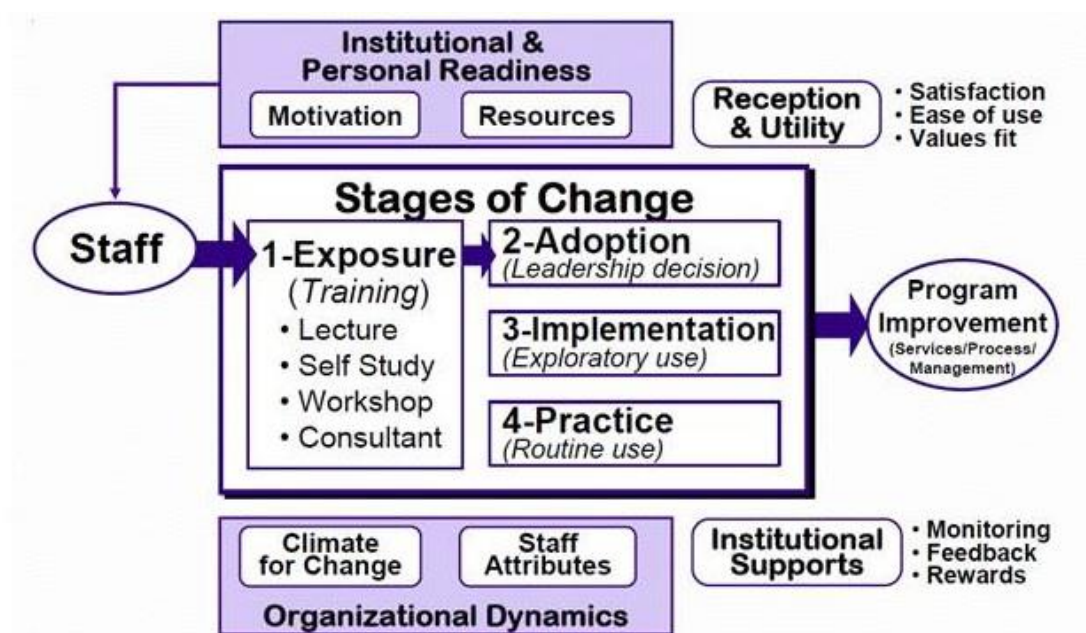 Institutional &
Personal Readiness
Motivation
Resources
Reception
& Utility
• Satisfaction
• Ease of use
• Values fit
Stages of Change
Staff
1-Exposure
(Training)
• Lecture
• Self Study
• Workshop
• Consultant
2-Adoption
(Leadership decision)
3-Implementation
(Exploratory use)
4-Practice
(Routine use)
Program
Improvement
(Services/Process/
Management)
Climate
for Change
Staff
Attributes
Organizational Dynamics
Institutional
Supports
• Monitoring
• Feedback
• Rewards